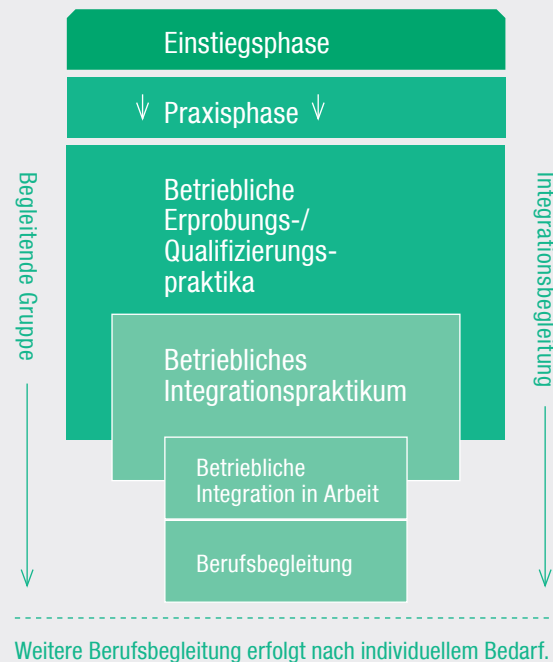 Einstiegsphase
Praxisphase
Begleitende Gruppe
Integrationsbegleitung
Betriebliche
Erprobungs-/
Qualifizierungs-
praktika
Betriebliches
Integrationspraktikum
Betriebliche
Integration in Arbeit
Berufsbegleitung
Weitere Berufsbegleitung erfolgt nach individuellem Bedarf.